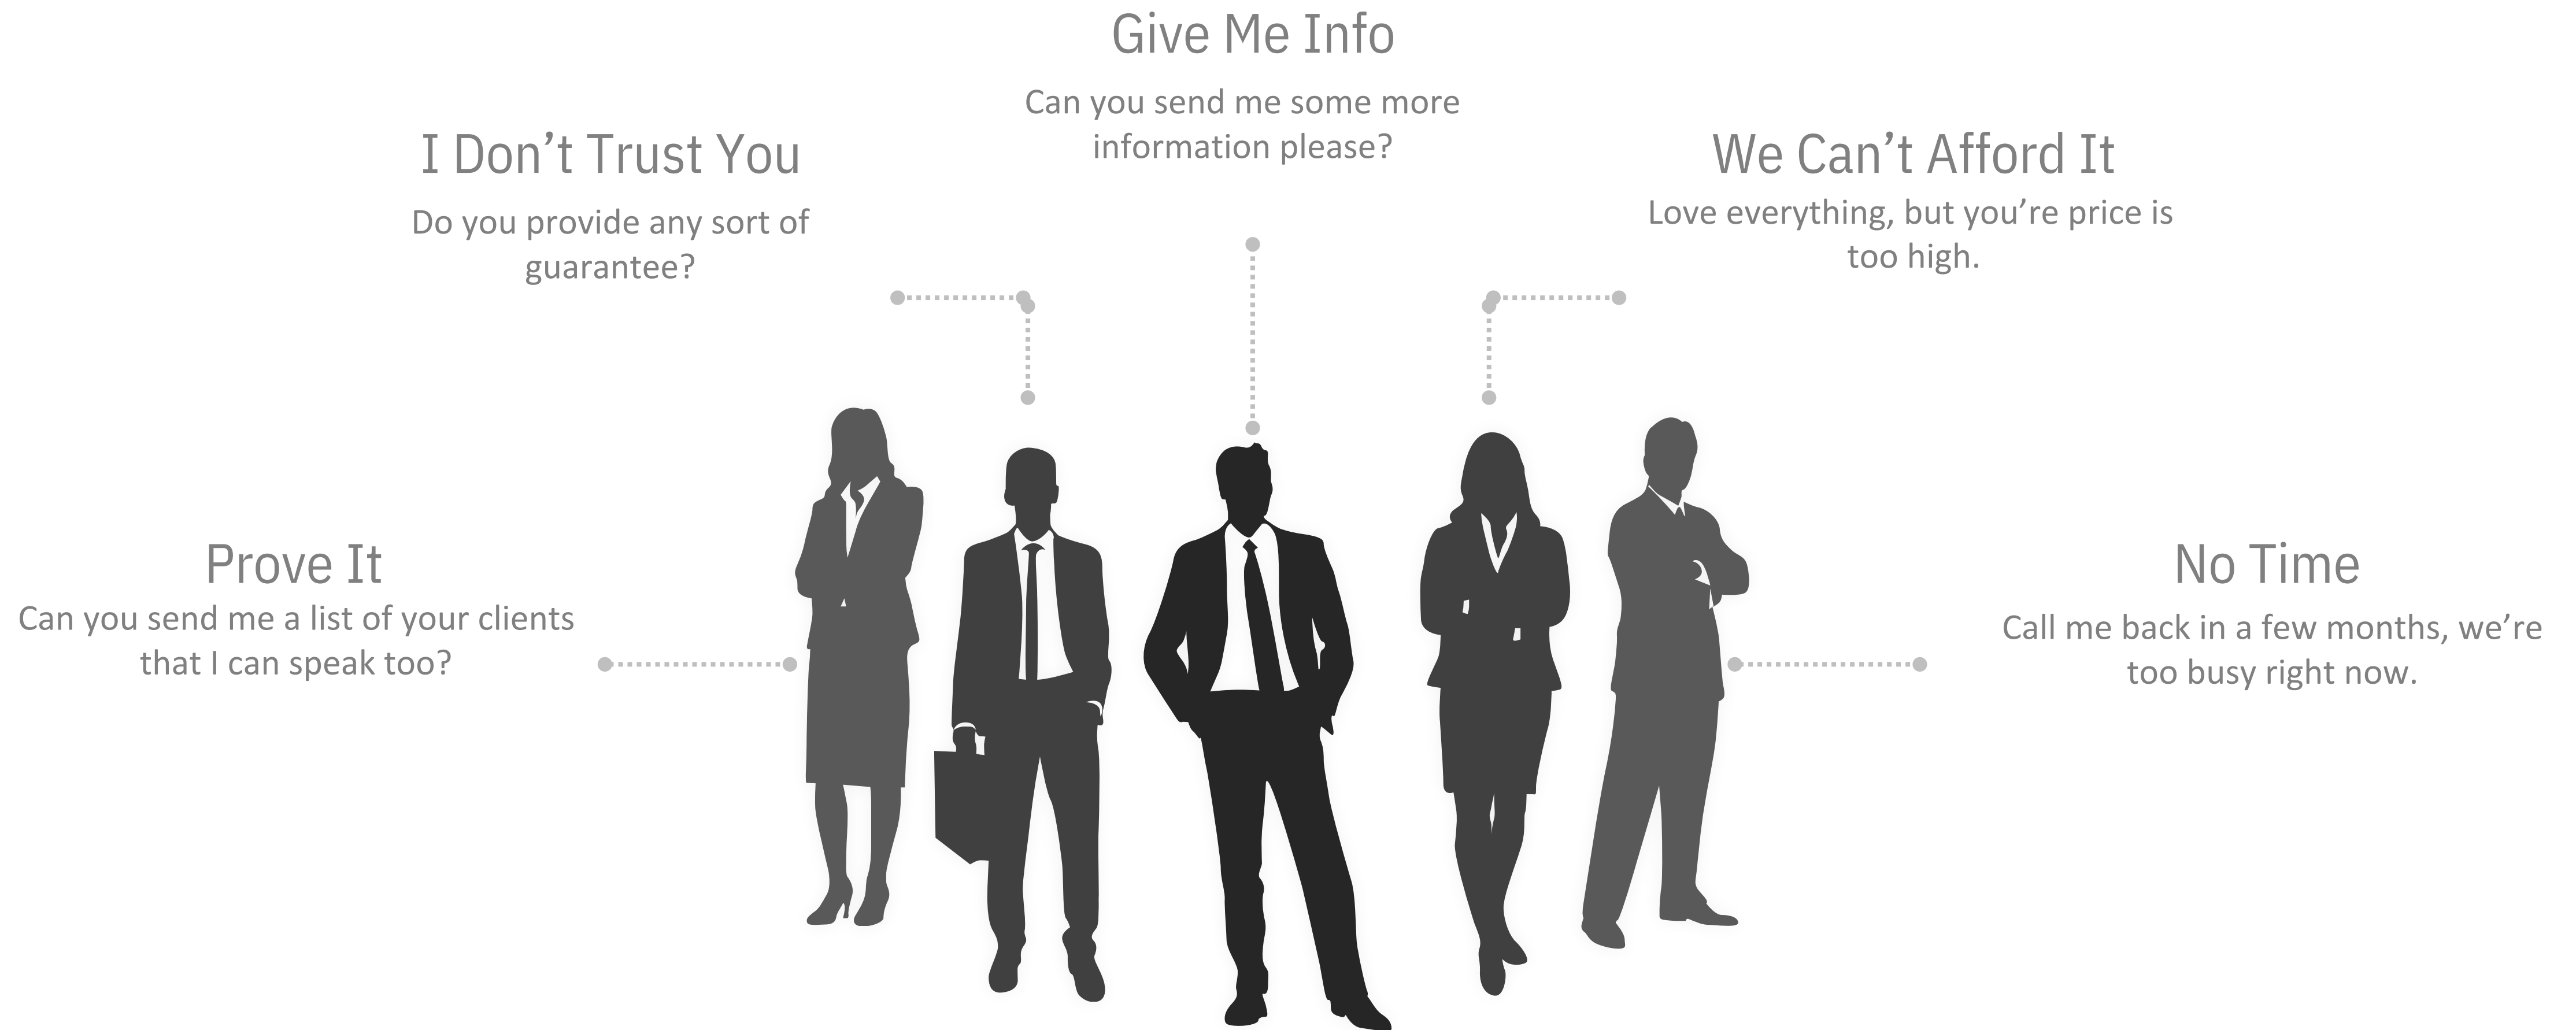 Give Me Info
Can you send me some more
information please?
I Don’t Trust You
Do you provide any sort of
guarantee?
We Can’t Afford It
Love everything, but you’re price is
too high.
Prove It
Can you send me a list of your clients
that I can speak too?
No Time
Call me back in a few months, we’re
too busy right now.